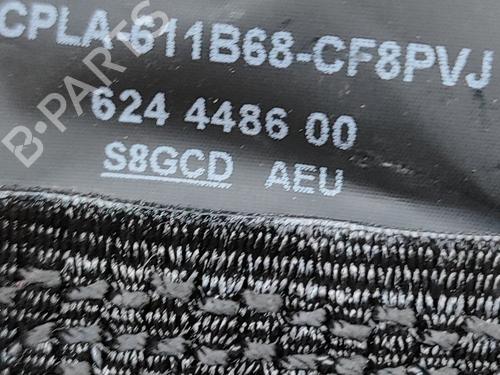 CPLA-611B68-CF8PVJ
624 4486 00
S8GCD AEU
B-PARTS